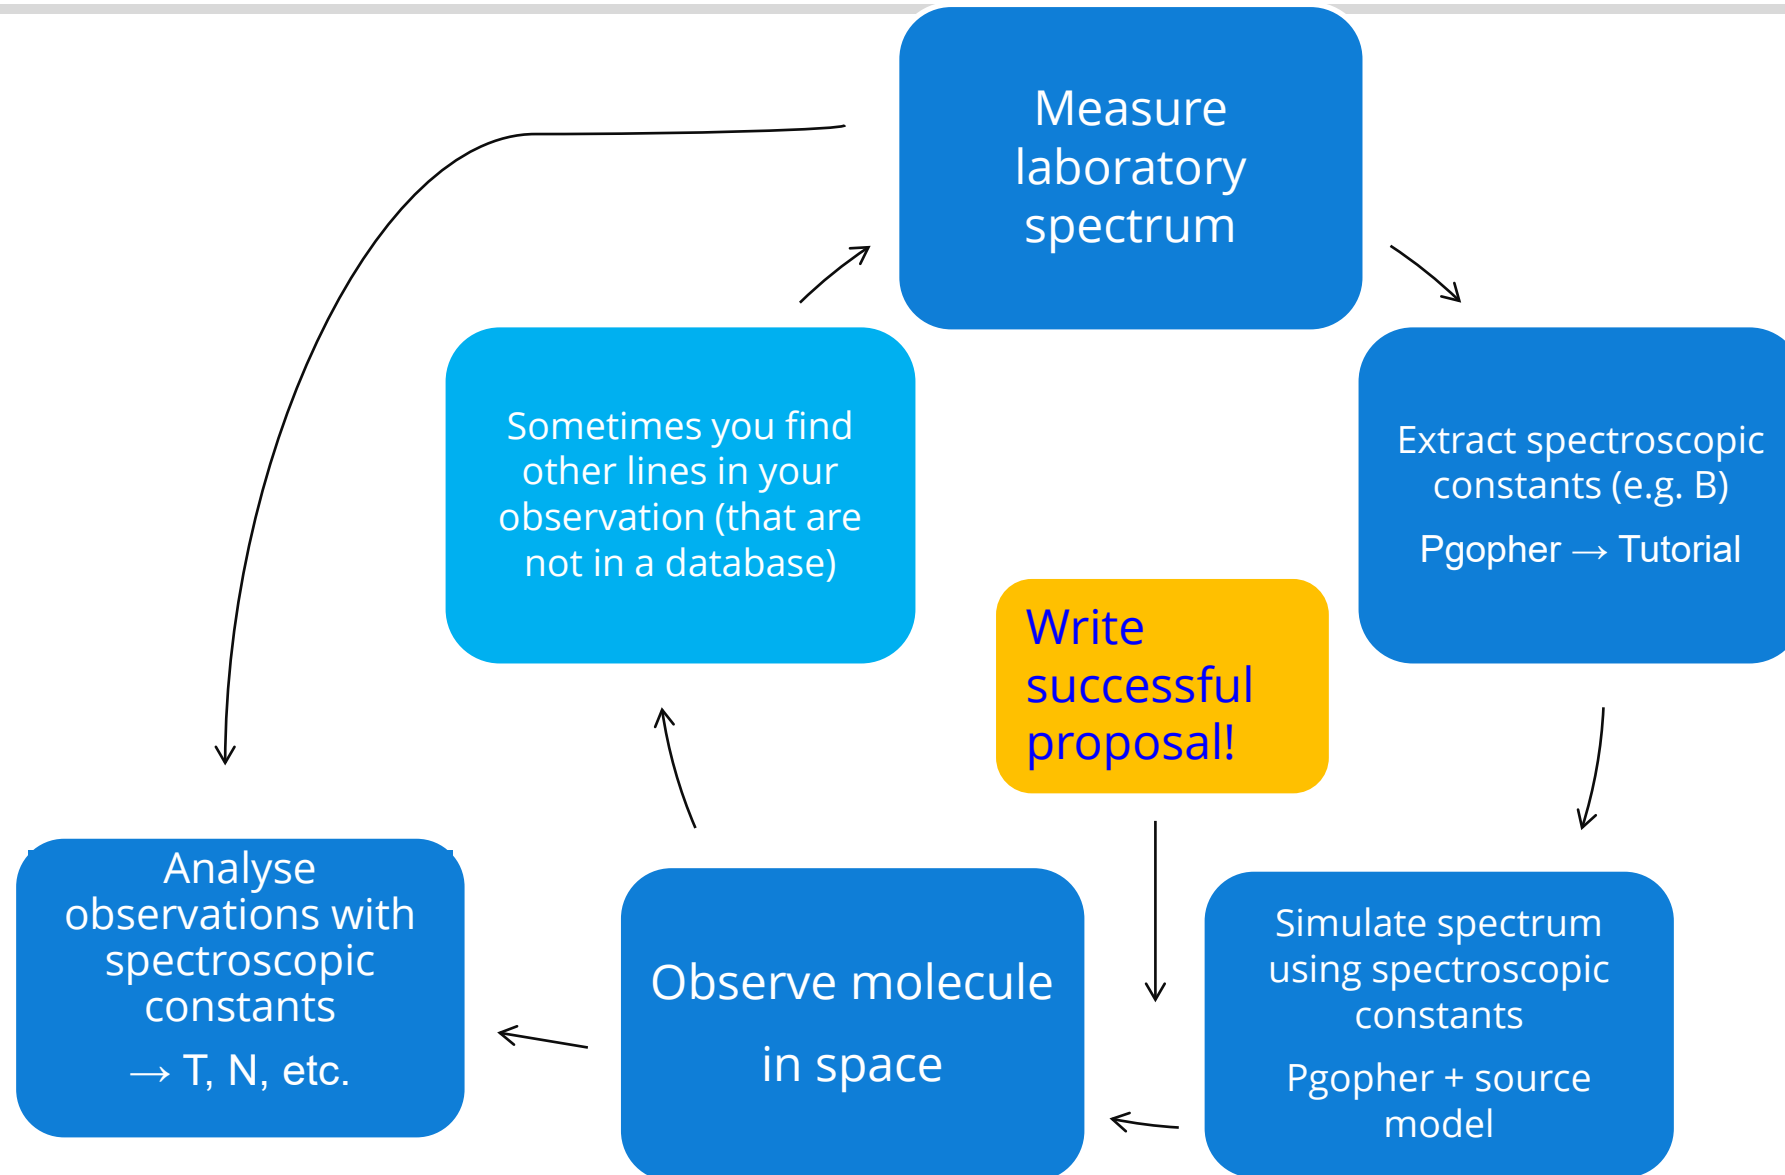 Measure
laboratory
spectrum
Sometimes you find
other lines in your
observation (that are
not in a database)
Extract spectroscopic
constants (e.g. B)
Pgopher → Tutorial
Write
successful
proposal!
Analyse
observations with
spectroscopic
constants
→ T, N, etc.
Observe molecule
in space
Simulate spectrum
using spectroscopic
constants
Pgopher + source
model